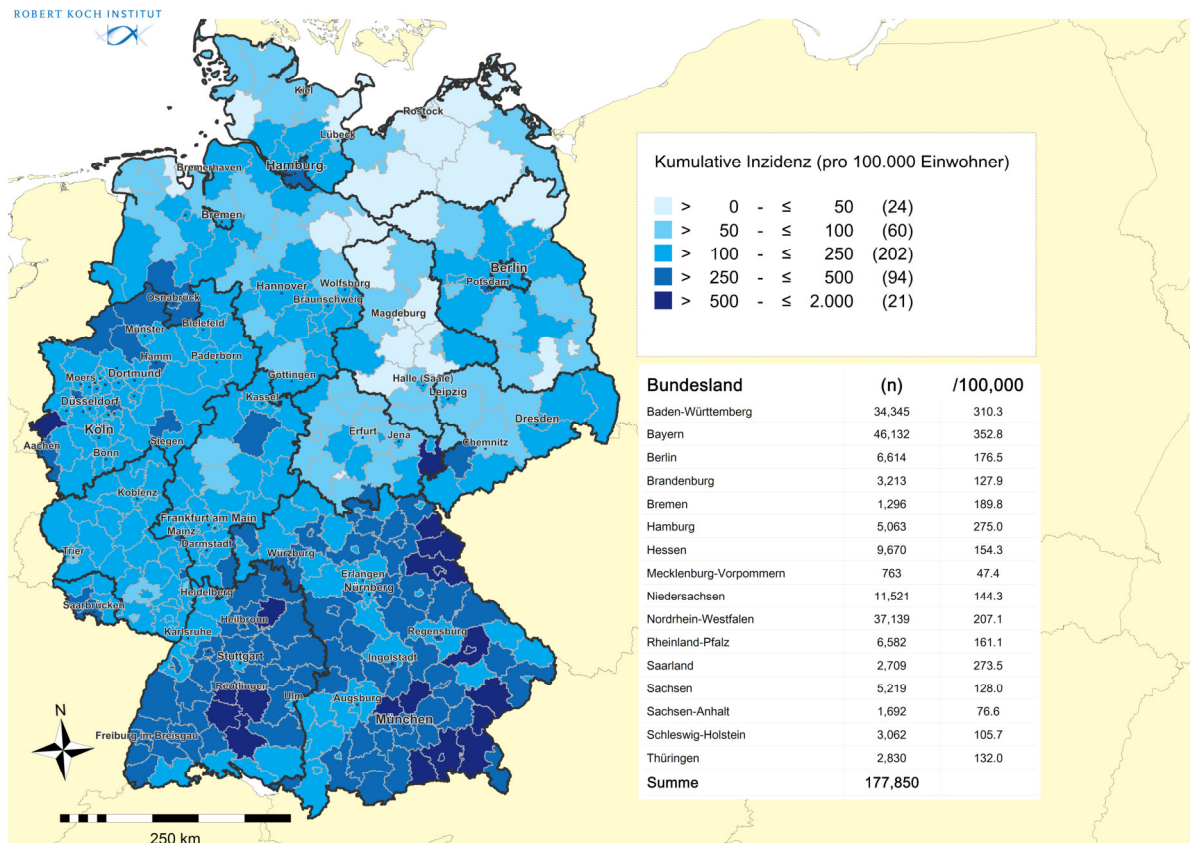 ROBERT KOCH INSTITUT
Kiel
Rostock
Lübeck
Hamburg
Bremerhaven
Bremen
Berlin
Potsdam
Hannover
Wolfsburg
Braunschweig
Osnabrück
Magdeburg
Münster
Bielefeld
Hamm
Paderborn
Moers
Dortmund
Göttingen
Halle (Saale)
Leipzig
Düsseldorf
Kassel
Dresden
Köln
Erfurt
Jena
Chemnitz
Aachen
Siegen
Bonn
Koblenz
Frankfurt am Main
Mainz
Darmstadt
Würzburg
Trier
Erlangen
Nürnberg
Heidelberg
Saarbrücken
Heilbronn
Karlsruhe
Regensburg
Stuttgart
Ingolstadt
Reutlingen
Ulm
Augsburg
München
Freiburg im Breisgau
N
250 km
Kumulative Inzidenz (pro 100.000 Einwohner)
> 0 - ≤ 50 (24)
> 50 - ≤ 100 (60)
> 100 - ≤ 250 (202)
> 250 - ≤ 500 (94)
> 500 - ≤ 2.000 (21)
Bundesland (n) /100,000
Baden-Württemberg 34,345 310.3
Bayern 46,132 352.8
Berlin 6,614 176.5
Brandenburg 3,213 127.9
Bremen 1,296 189.8
Hamburg 5,063 275.0
Hessen 9,670 154.3
Mecklenburg-Vorpommern 763 47.4
Niedersachsen 11,521 144.3
Nordrhein-Westfalen 37,139 207.1
Rheinland-Pfalz 6,582 161.1
Saarland 2,709 273.5
Sachsen 5,219 128.0
Sachsen-Anhalt 1,692 76.6
Schleswig-Holstein 3,062 105.7
Thüringen 2,830 132.0
Summe 177,850